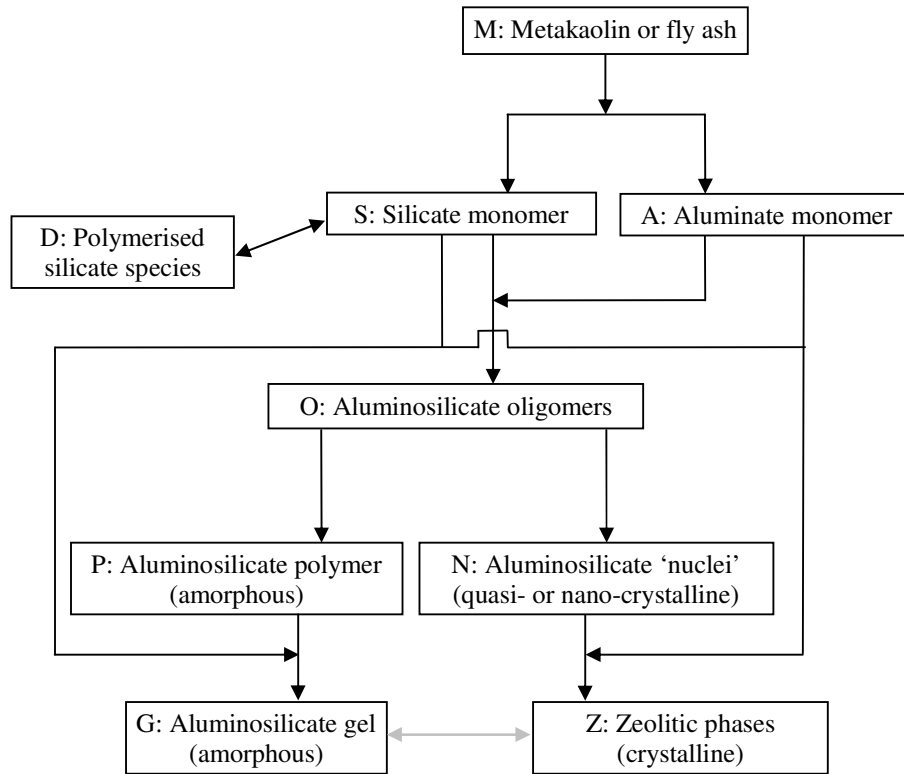 M: Metakaolin or fly ash
S: Silicate monomer
A: Aluminate monomer
D: Polymerised
silicate species
O: Aluminosilicate oligomers
P: Aluminosilicate polymer
(amorphous)
N: Aluminosilicate ‘nuclei’
(quasi- or nano-crystalline)
G: Aluminosilicate gel
(amorphous)
Z: Zeolitic phases
(crystalline)